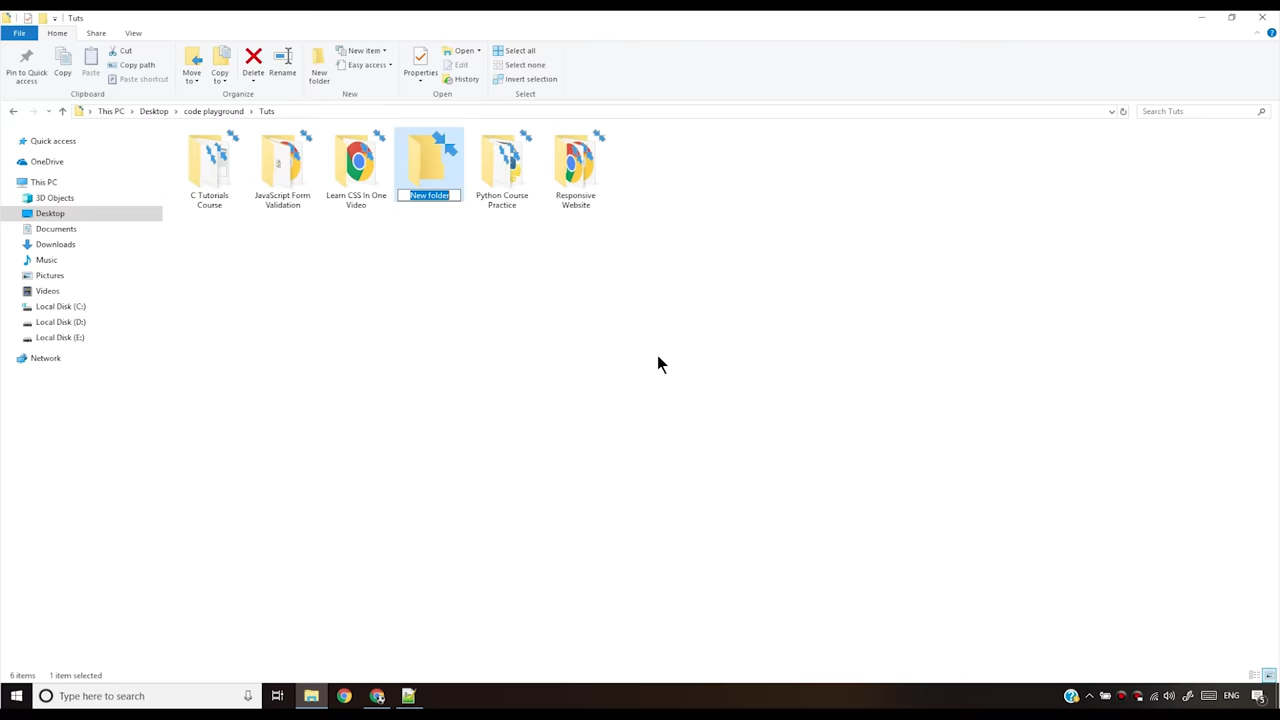 Tuts
File Home Share View
Pin to Quick access
Copy
Paste
Cut
Copy path
Paste shortcut
Clipboard
Move to
Copy to
Delete
Rename
Organize
New folder
New item
Easy access
New
Properties
Open
Edit
History
Open
Select all
Select none
Invert selection
Select
This PC Desktop code playground Tuts
Search Tuts
Quick access
OneDrive
This PC
3D Objects
Desktop
Documents
Downloads
Music
Pictures
Videos
Local Disk (C:)
Local Disk (D:)
Local Disk (E:)
Network
C Tutorials
Course
JavaScript Form
Validation
Learn CSS In One
Video
New folder
Python Course
Practice
Responsive
Website
6 items 1 item selected
Type here to search
ENG
5